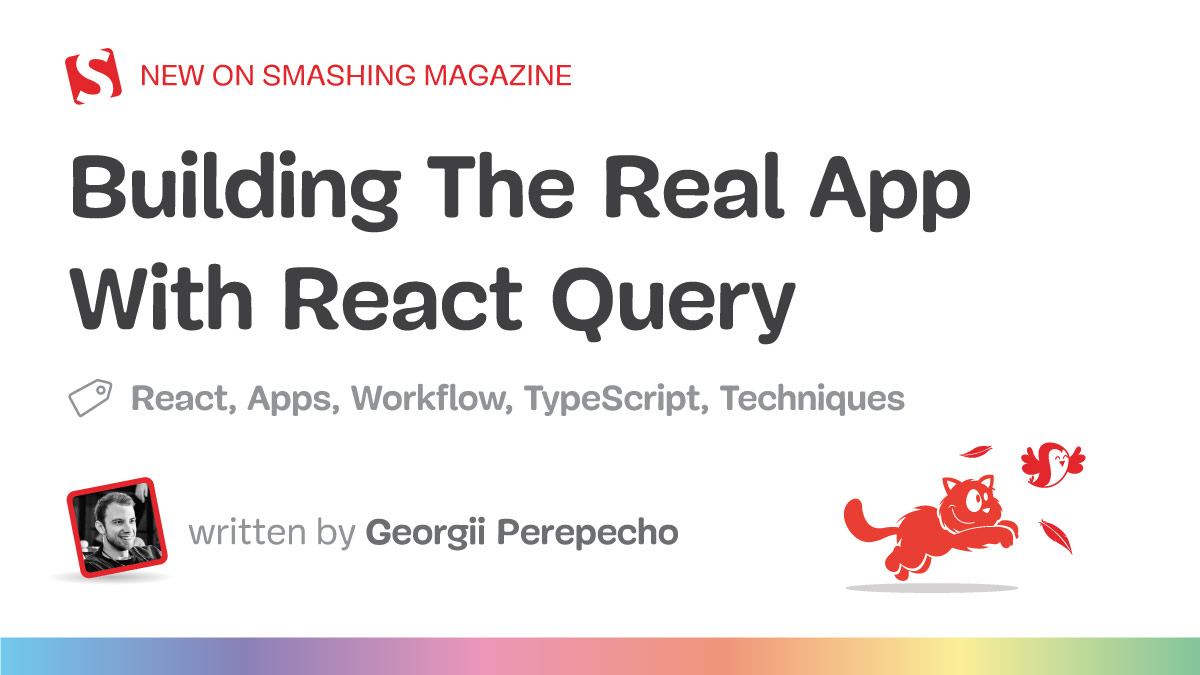 S
NEW ON SMASHING MAGAZINE
Building The Real App
With React Query
React, Apps, Workflow, TypeScript, Techniques
written by Georgii Perepecho